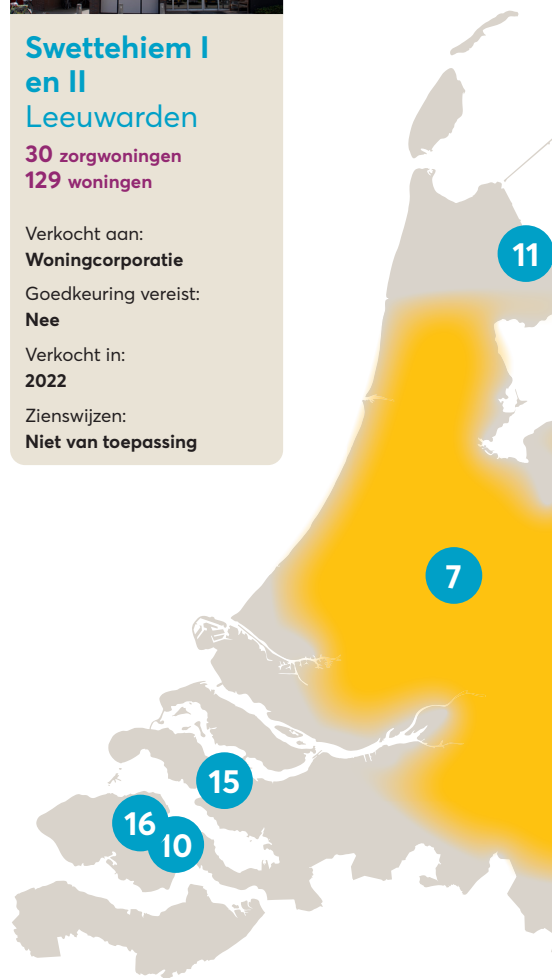 Swettehiem I
en II
Leeuwarden
30 zorgwoningen
129 woningen
Verkocht aan:
Woningcorporatie
Goedkeuring vereist:
Nee
Verkocht in:
2022
Zienswijzen:
Niet van toepassing
11
7
15
16
10